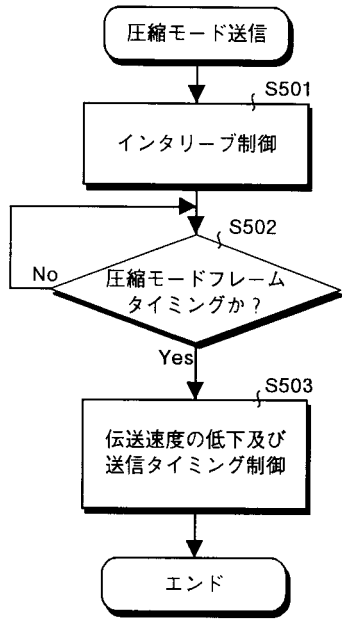 圧縮モード送信
S501
インタリーブ制御
S502
圧縮モードフレーム
タイミングか？
No
Yes
S503
伝送速度の低下及び
送信タイミング制御
エンド